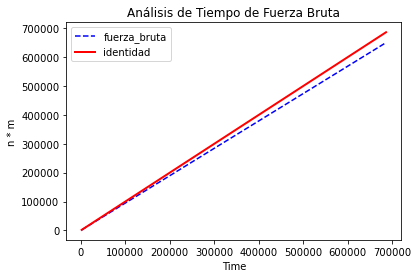 Análisis de Tiempo de Fuerza Bruta
fuerza_bruta
identidad
n * m
700000
600000
500000
400000
300000
200000
100000
0
0 100000 200000 300000 400000 500000 600000 700000
Time